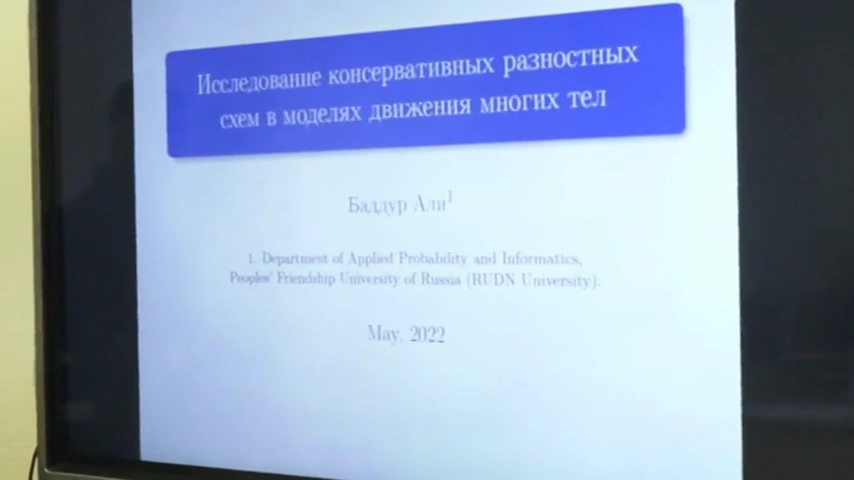 Исследование консервативных разностных
схем в моделях движения многих тел
Баддур Али¹
1. Department of Applied Probability and Informatics,
Peoples' Friendship University of Russia (RUDN University).
May, 2022